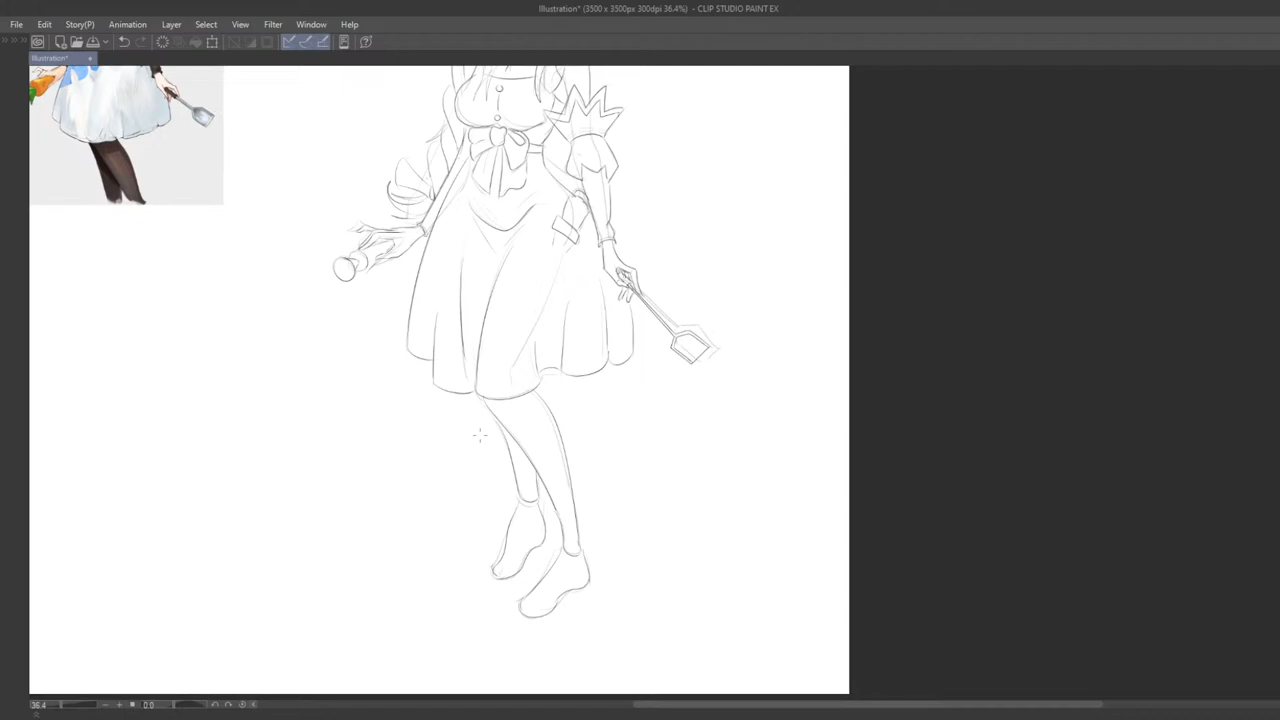 Illustration* (3500 x 3500px 300dpi 36.4%) - CLIP STUDIO PAINT EX
File Edit Story(P) Animation Layer Select View Filter Window Help
Illustration*
36.4 0.0